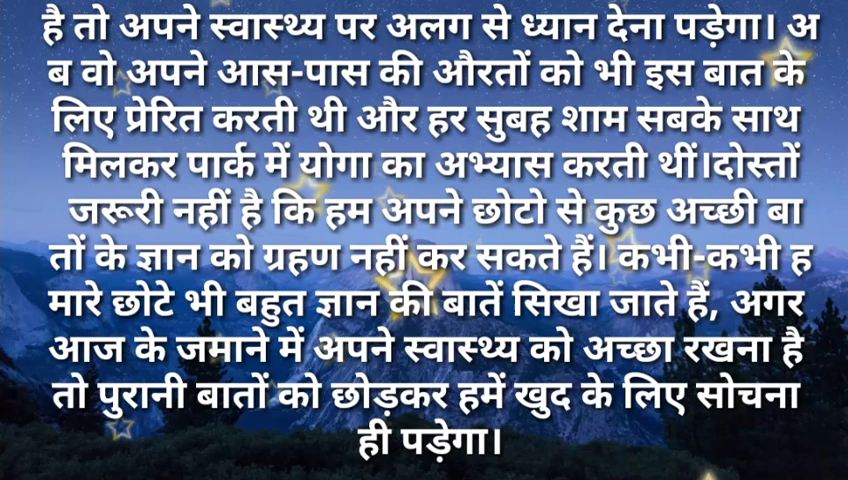 है तो अपने स्वास्थ्य पर अलग से ध्यान देना पड़ेगा। अ
ब वो अपने आस-पास की औरतों को भी इस बात के
लिए प्रेरित करती थी और हर सुबह शाम सबके साथ
मिलकर पार्क में योगा का अभ्यास करती थीं।दोस्तों
जरूरी नहीं है कि हम अपने छोटो से कुछ अच्छी बा
तों के ज्ञान को ग्रहण नहीं कर सकते हैं। कभी-कभी ह
मारे छोटे भी बहुत ज्ञान की बातें सिखा जाते हैं, अगर
आज के जमाने में अपने स्वास्थ्य को अच्छा रखना है
तो पुरानी बातों को छोड़कर हमें खुद के लिए सोचना
ही पड़ेगा।